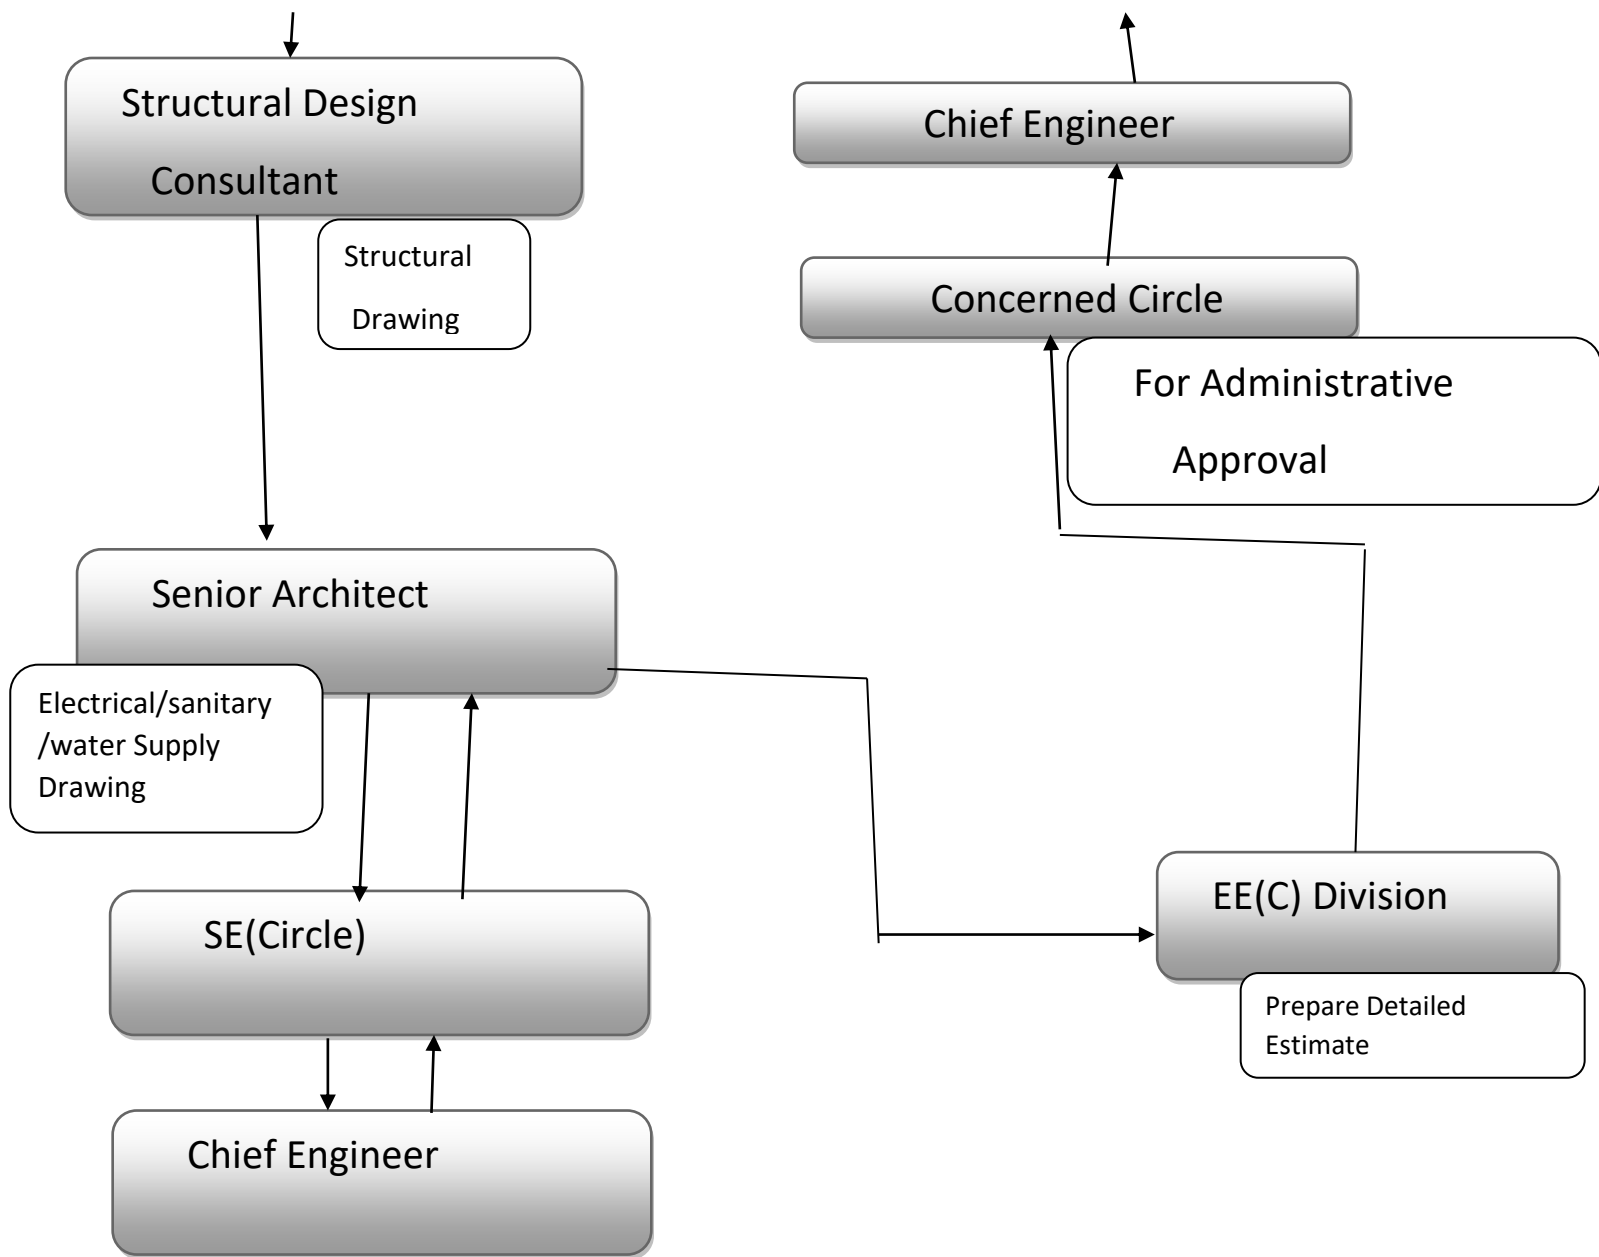 Structural Design
Consultant
Structural
Drawing
Senior Architect
Electrical/sanitary
/water Supply
Drawing
SE(Circle)
Chief Engineer
Chief Engineer
Concerned Circle
For Administrative
Approval
EE(C) Division
Prepare Detailed
Estimate